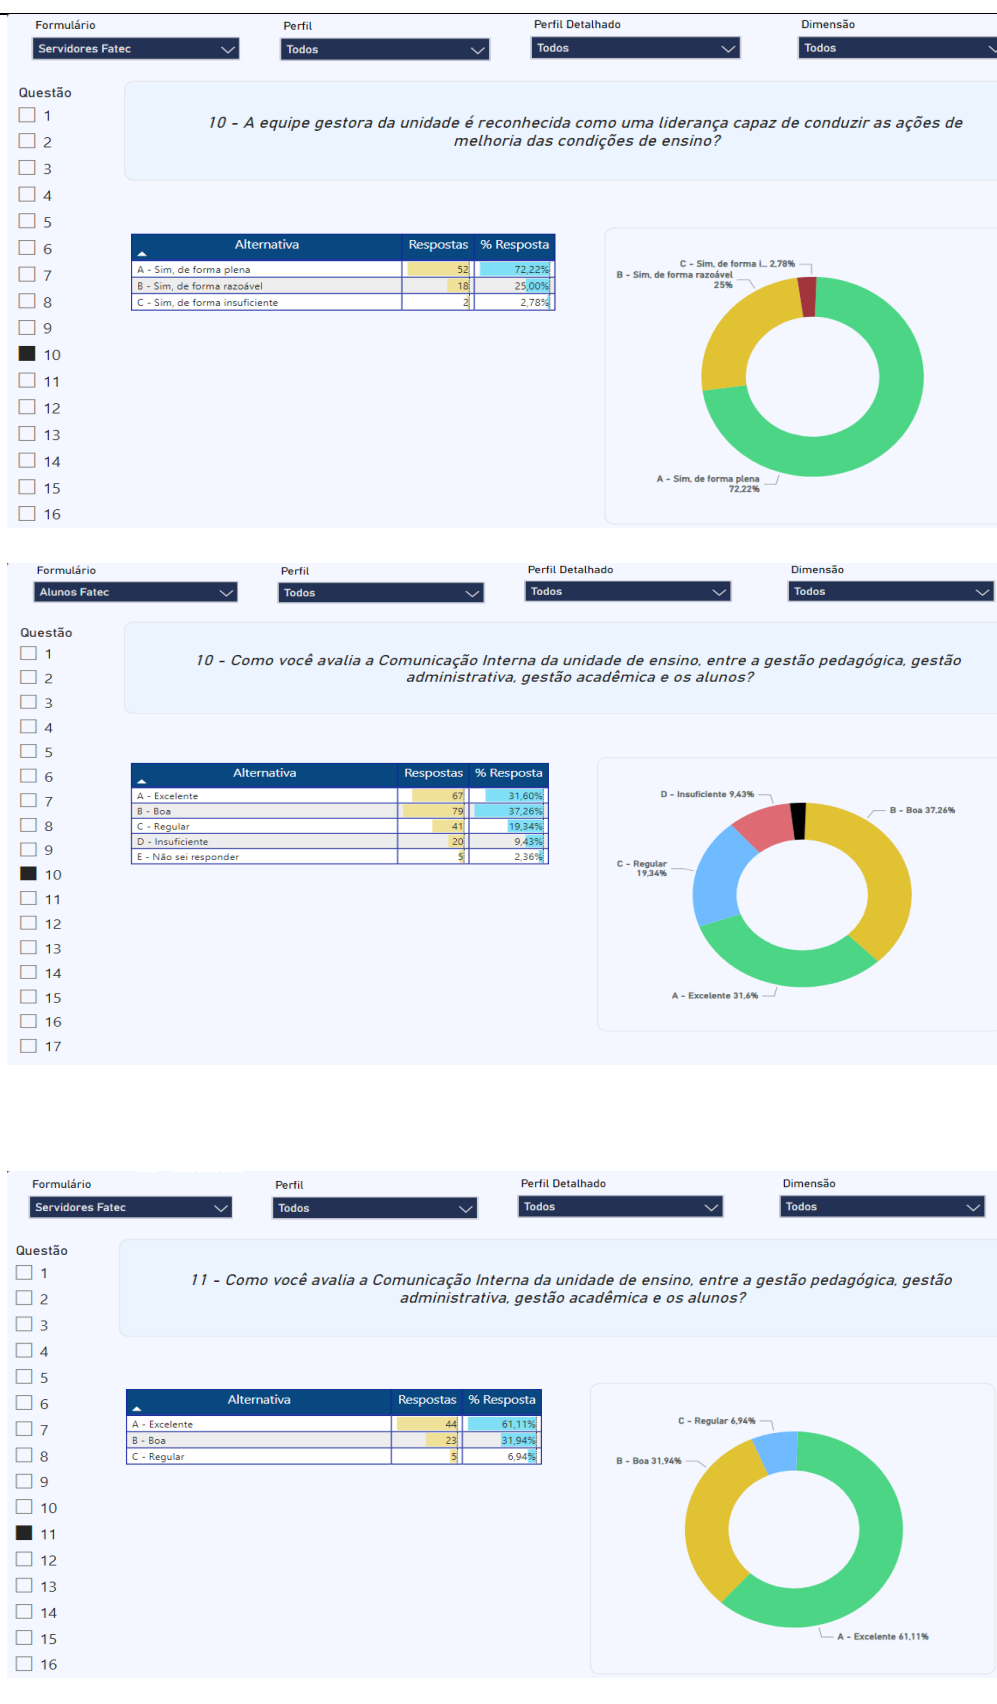 Formulário Perfil Perfil Detalhado Dimensão
Servidores Fatec Todos Todos Todos
Questão
1
2
3
4
5
6
7
8
9
10
11
12
13
14
15
16
10 - A equipe gestora da unidade é reconhecida como uma liderança capaz de conduzir as ações de
melhoria das condições de ensino?
Alternativa Respostas % Resposta
A - Sim, de forma plena 52 72,22%
B - Sim, de forma razoável 18 25,00%
C - Sim, de forma insuficiente 2 2,78%
C - Sim, de forma i... 2,78%
B - Sim, de forma razoável
25%
A - Sim, de forma plena
72,22%
Formulário Perfil Perfil Detalhado Dimensão
Alunos Fatec Todos Todos Todos
Questão
1
2
3
4
5
6
7
8
9
10
11
12
13
14
15
16
17
10 - Como você avalia a Comunicação Interna da unidade de ensino, entre a gestão pedagógica, gestão
administrativa, gestão acadêmica e os alunos?
Alternativa Respostas % Resposta
A - Excelente 67 31,60%
B - Boa 79 37,26%
C - Regular 41 19,34%
D - Insuficiente 20 9,43%
E - Não sei responder 5 2,36%
D - Insuficiente 9,43%
B - Boa 37,26%
C - Regular
19,34%
A - Excelente 31,6%
Formulário Perfil Perfil Detalhado Dimensão
Servidores Fatec Todos Todos Todos
Questão
1
2
3
4
5
6
7
8
9
10
11
12
13
14
15
16
11 - Como você avalia a Comunicação Interna da unidade de ensino, entre a gestão pedagógica, gestão
administrativa, gestão acadêmica e os alunos?
Alternativa Respostas % Resposta
A - Excelente 44 61,11%
B - Boa 23 31,94%
C - Regular 5 6,94%
C - Regular 6,94%
B - Boa 31,94%
A - Excelente 61,11%